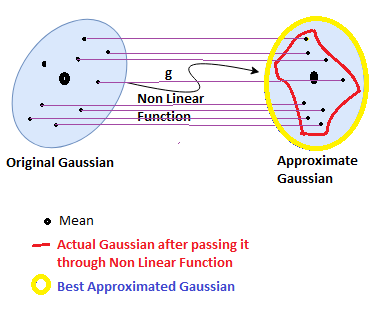 g
Non Linear
Function
Original Gaussian
Approximate
Gaussian
Mean
Actual Gaussian after passing it
through Non Linear Function
Best Approximated Gaussian